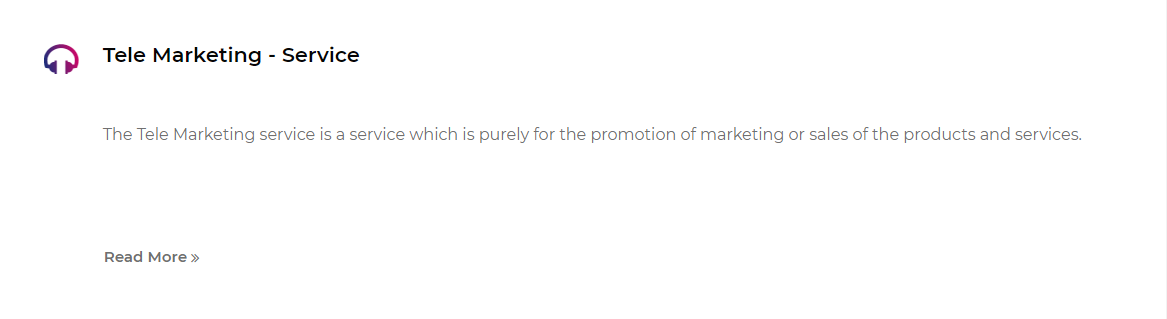 Tele Marketing - Service
The Tele Marketing service is a service which is purely for the promotion of marketing or sales of the products and services.
Read More »